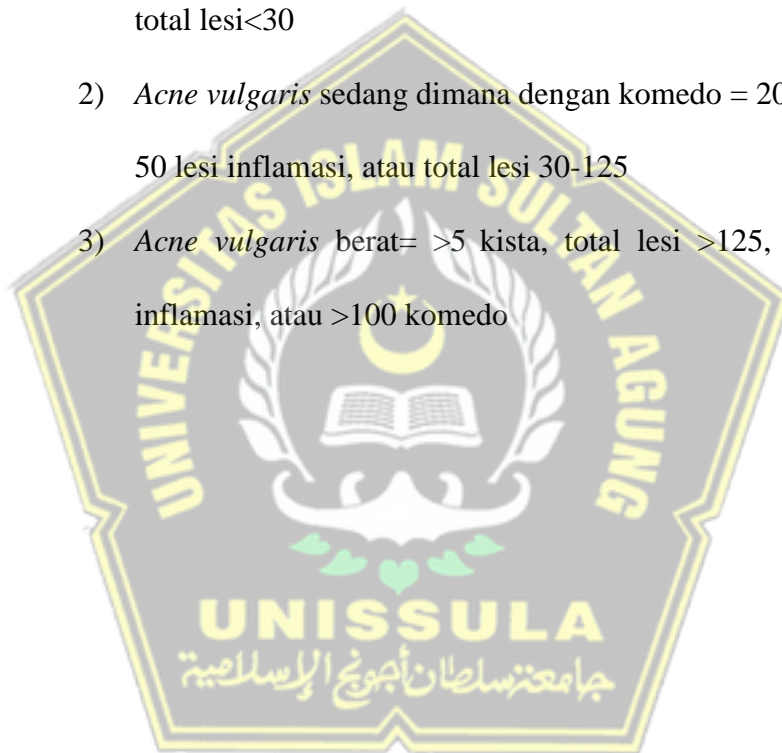 total lesi<30
2) Acne vulgaris sedang dimana dengan komedo = 20
50 lesi inflamasi, atau total lesi 30-125
3) Acne vulgaris berat= >5 kista, total lesi >125,
inflamasi, atau >100 komedo
UNIVERSITAS ISLAM SULTAN AGUNG
UNISSULA
جامعة سلطان أجونج الإسلامية